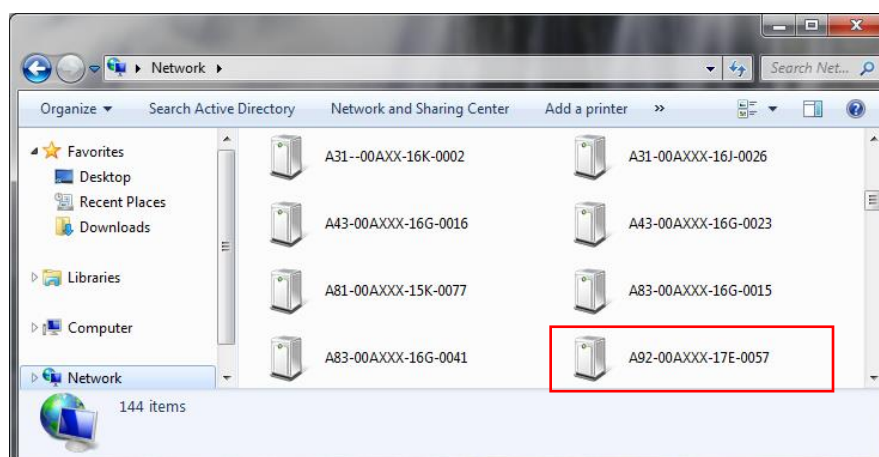 Network
Search Net...
Organize
Search Active Directory
Network and Sharing Center
Add a printer
»
Favorites
Desktop
Recent Places
Downloads
Libraries
Computer
Network
A31--00AXX-16K-0002
A31-00AXXX-16J-0026
A43-00AXXX-16G-0016
A43-00AXXX-16G-0023
A81-00AXXX-15K-0077
A83-00AXXX-16G-0015
A83-00AXXX-16G-0041
A92-00AXXX-17E-0057
144 items